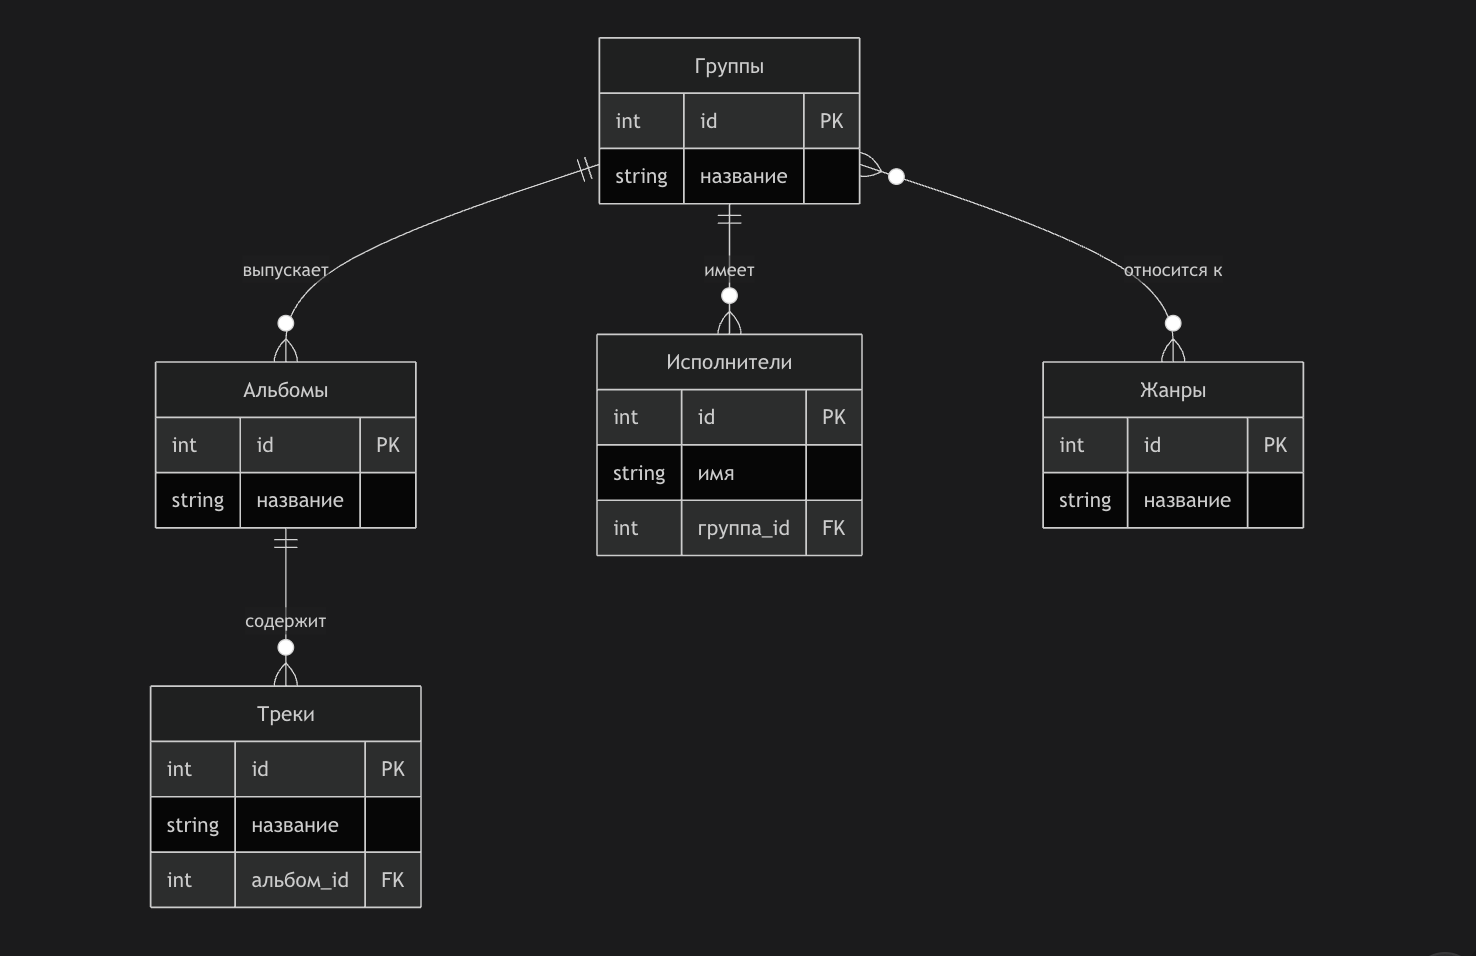 Группы
int id PK
string название
выпускает
имеет
относится к
Альбомы
int id PK
string название
Исполнители
int id PK
string имя
int группа_id FK
Жанры
int id PK
string название
содержит
Треки
int id PK
string название
int альбом_id FK